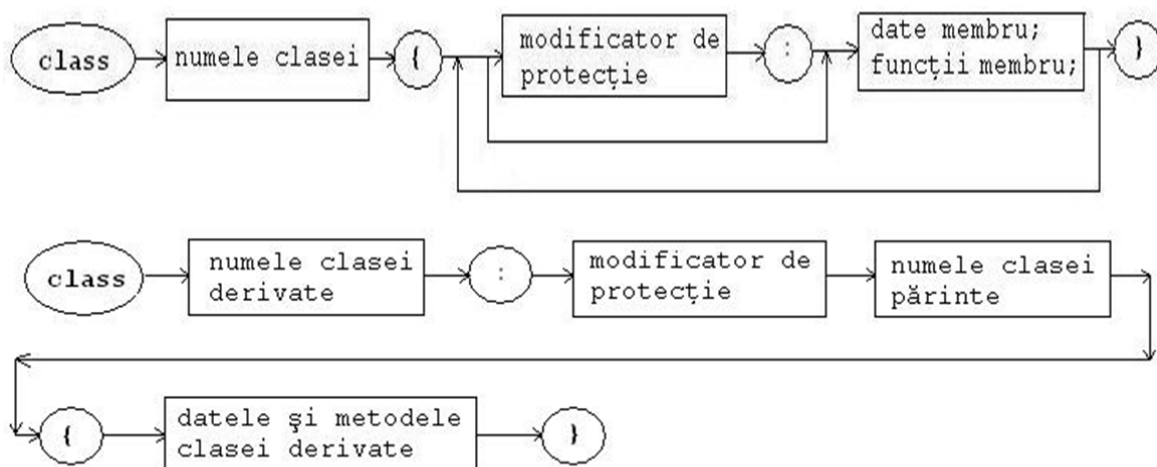 class
numele clasei
{
modificator de
protecție
:
date membru;
funcții membru;
}
class
numele clasei
derivate
:
modificator de
protecție
numele clasei
părinte
{
datele și metodele
clasei derivate
}